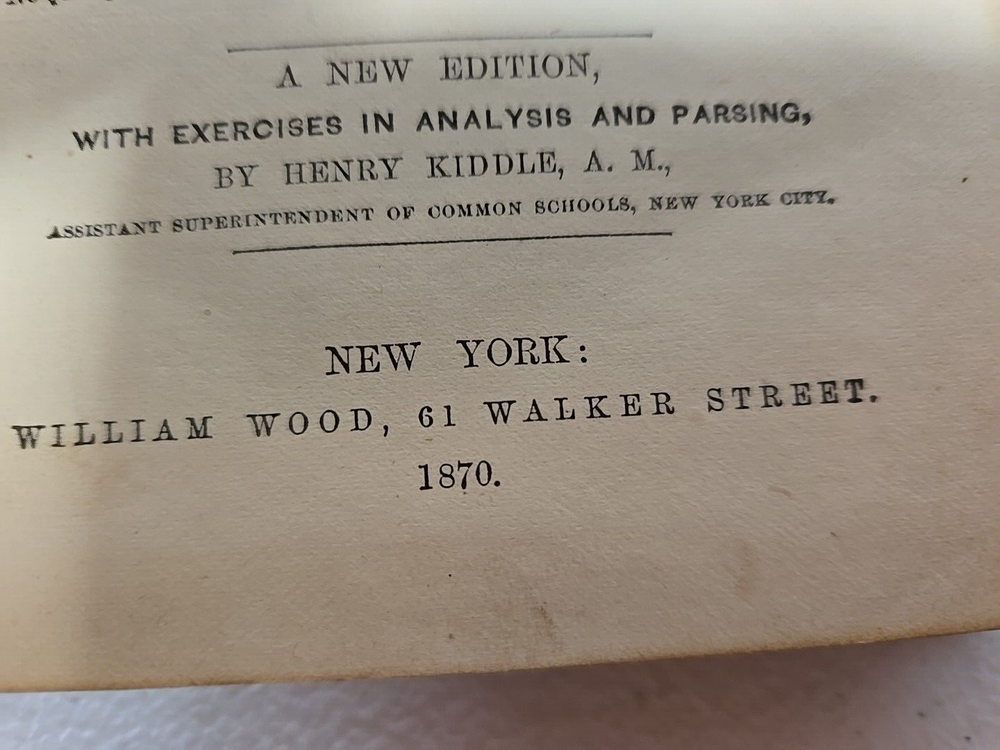 A NEW EDITION,
WITH EXERCISES IN ANALYSIS AND PARSING,
BY HENRY KIDDLE, A. M.,
ASSISTANT SUPERINTENDENT OF COMMON SCHOOLS, NEW YORK CITY.
NEW YORK:
WILLIAM WOOD, 61 WALKER STREET.
1870.